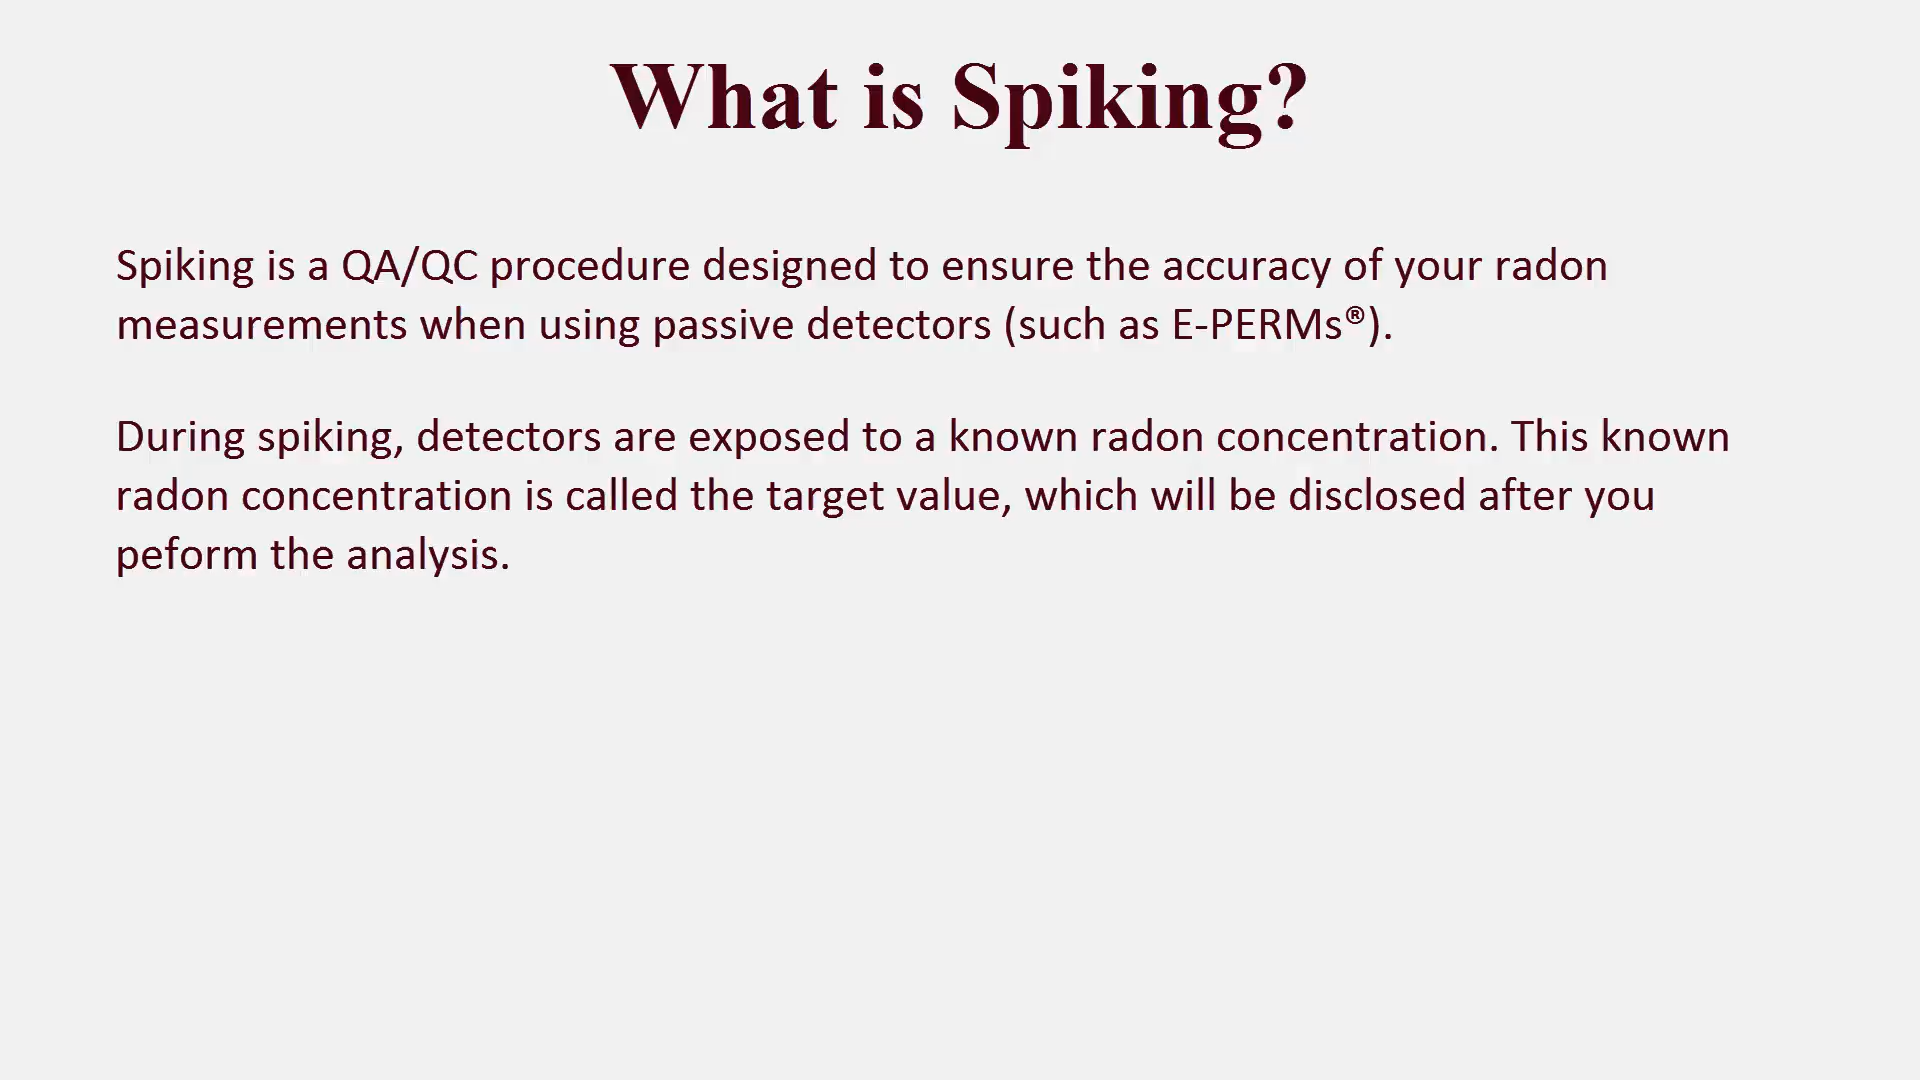 What is Spiking?
Spiking is a QA/QC procedure designed to ensure the accuracy of your radon
measurements when using passive detectors (such as E-PERMs®).
During spiking, detectors are exposed to a known radon concentration. This known
radon concentration is called the target value, which will be disclosed after you
peform the analysis.